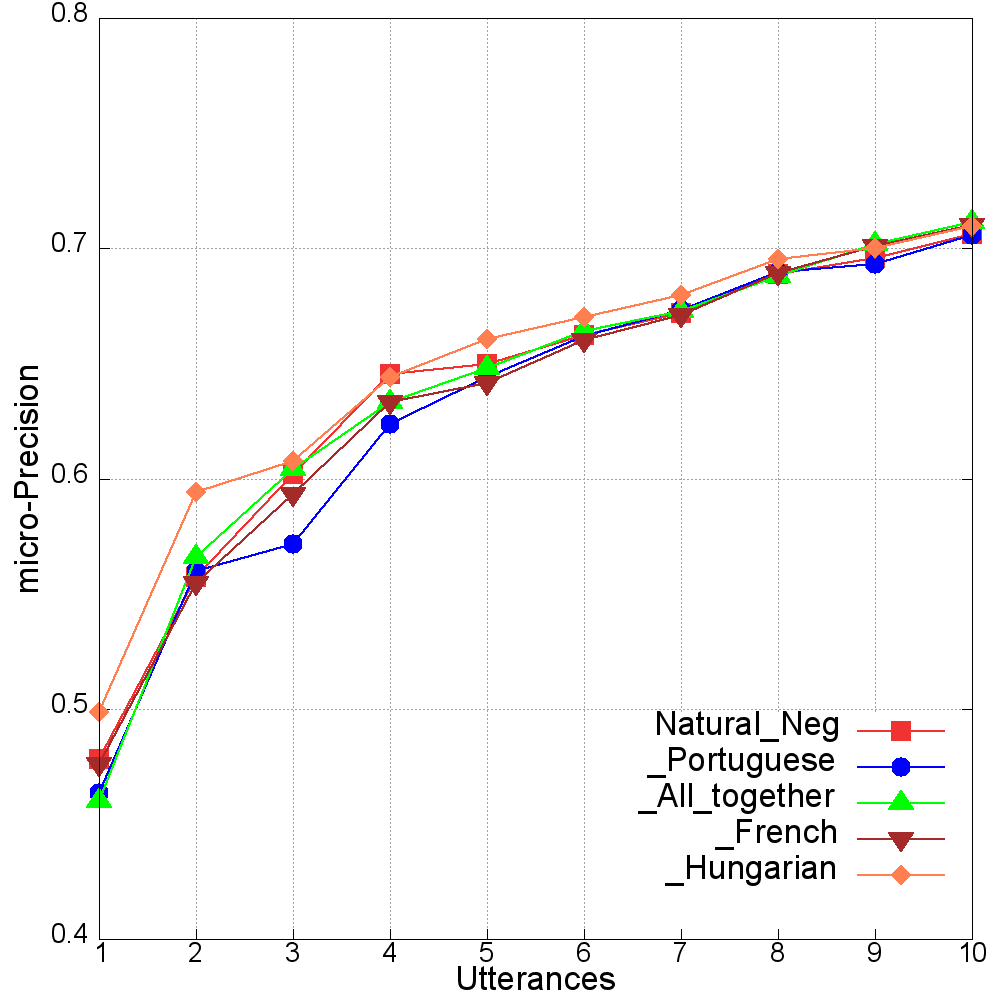 0.8
0.7
0.6
0.5
0.4
micro-Precision
Natural_Neg
_Portuguese
_All_together
_French
_Hungarian
1 2 3 4 5 6 7 8 9 10
Utterances